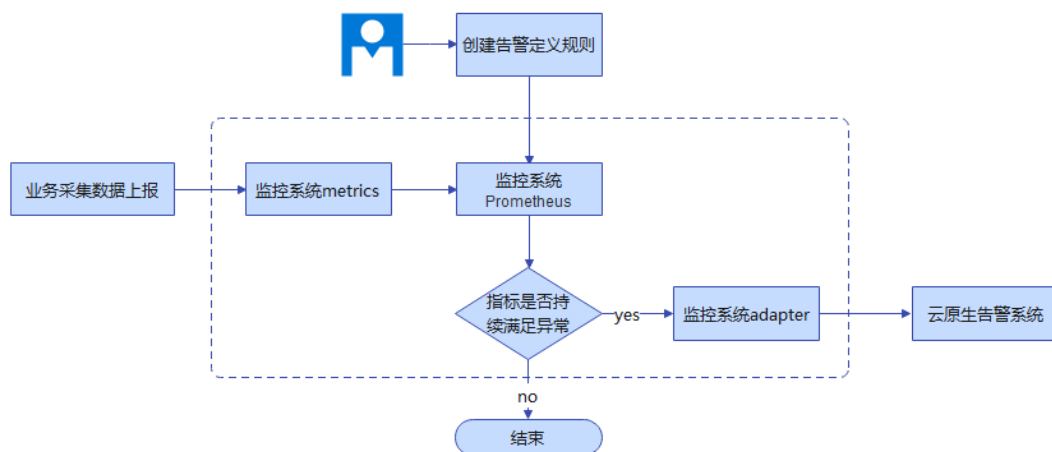 创建告警定义规则
业务采集数据上报
监控系统metrics
监控系统
Prometheus
指标是否持
续满足异常
yes
监控系统adapter
云原生告警系统
no
结束